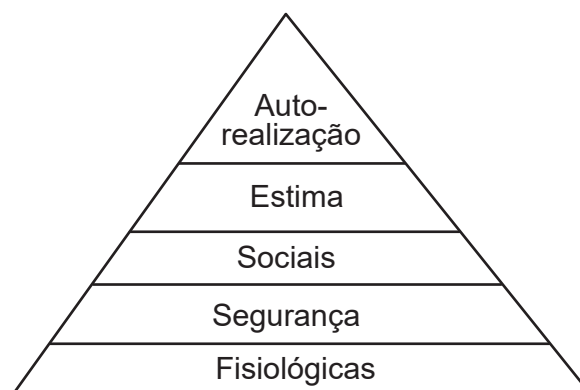 Auto-
realização
Estima
Sociais
Segurança
Fisiológicas